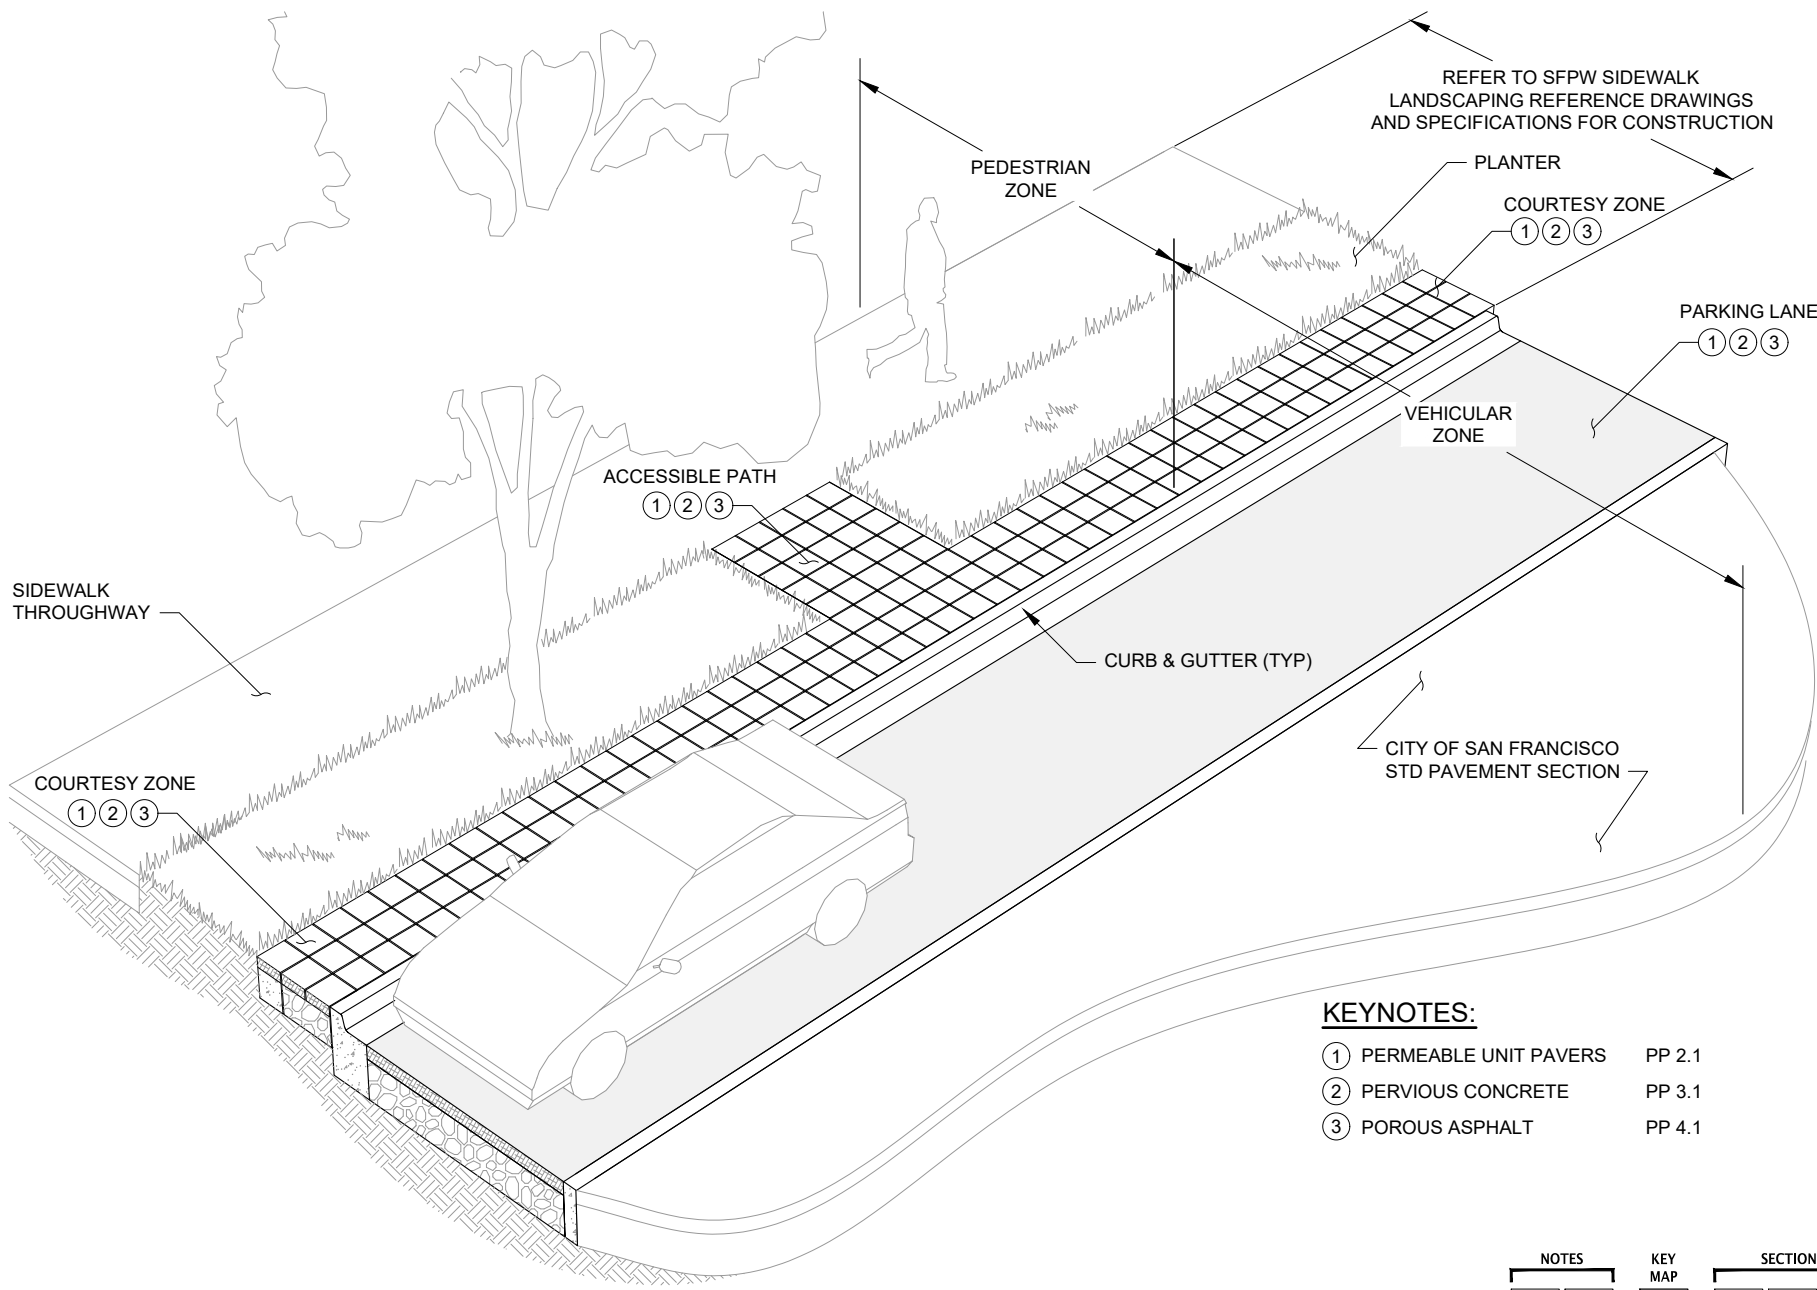 REFER TO SFPW SIDEWALK
LANDSCAPING REFERENCE DRAWINGS
AND SPECIFICATIONS FOR CONSTRUCTION
PEDESTRIAN
ZONE
PLANTER
COURTESY ZONE
1 2 3
PARKING LANE
1 2 3
VEHICULAR
ZONE
ACCESSIBLE PATH
1 2 3
SIDEWALK
THROUGHWAY
CURB & GUTTER (TYP)
CITY OF SAN FRANCISCO
STD PAVEMENT SECTION
COURTESY ZONE
1 2 3
KEYNOTES:
1 PERMEABLE UNIT PAVERS PP 2.1
2 PERVIOUS CONCRETE PP 3.1
3 POROUS ASPHALT PP 4.1
NOTES
KEY
MAP
SECTION